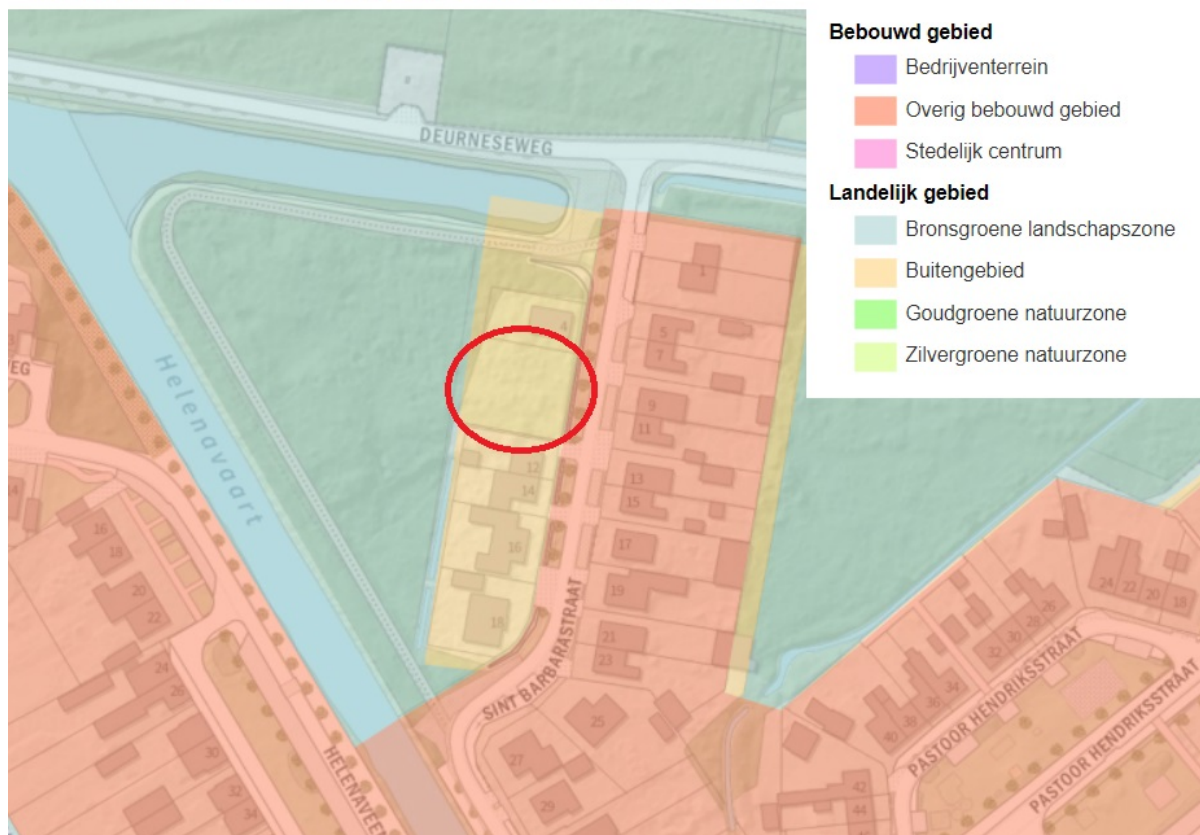 Bebouwd gebied
Bedrijventerrein
Overig bebouwd gebied
Stedelijk centrum
Landelijk gebied
Bronsgroene landschapszone
Buitengebied
Goudgroene natuurzone
Zilvergroene natuurzone
DEURNESEWEG
1
4
5
7
9
11
12
13
14
15
16
17
18
19
21
23
25
27
29
SINT BARBARASTRAAT
Helenavaart
EG
16
18
20
22
24
26
30
32
34
HELENAVEEN
24
22
20
18
26
28
30
32
34
36
38
40
42
44
PASTOOR HENDRIKSSTRAAT
PASTOOR HENDRIKSSTRAAT